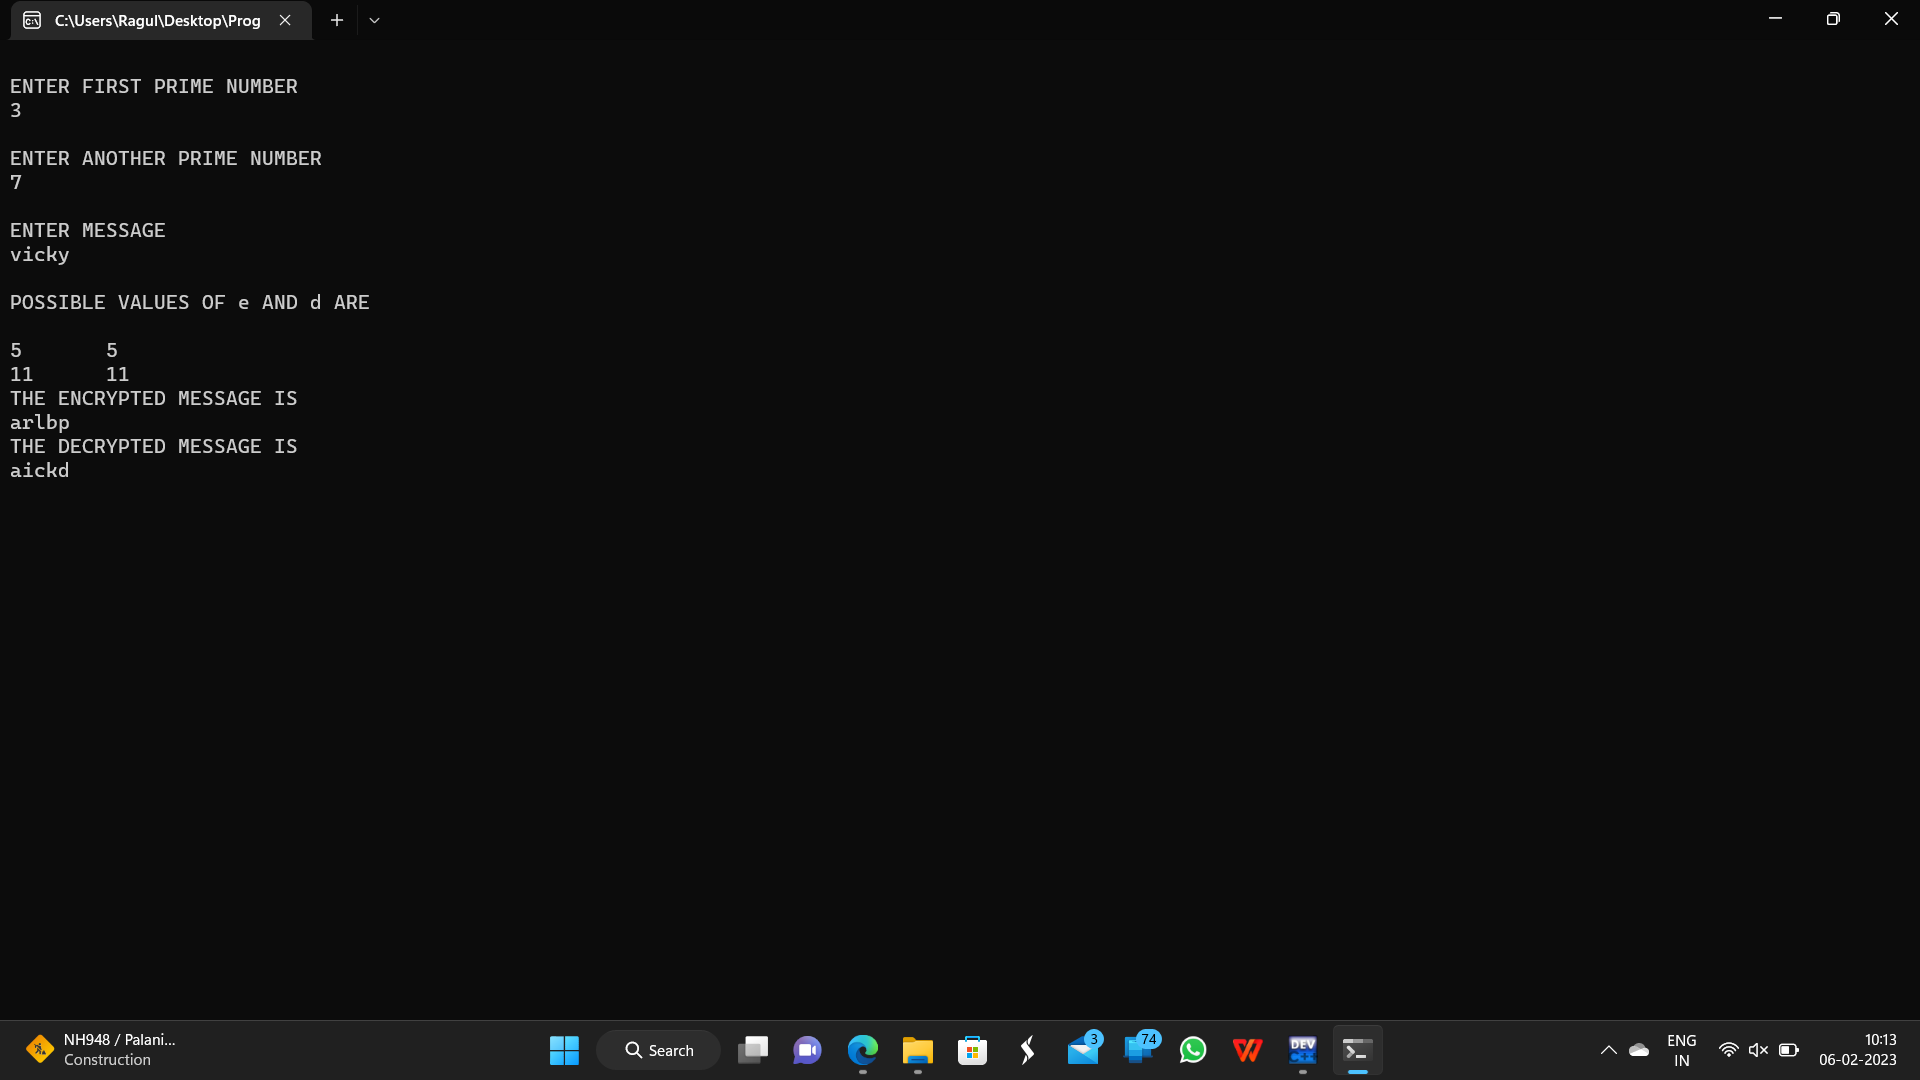 C:\Users\Ragul\Desktop\Prog
ENTER FIRST PRIME NUMBER
3
ENTER ANOTHER PRIME NUMBER
7
ENTER MESSAGE
vicky
POSSIBLE VALUES OF e AND d ARE
5 5
11 11
THE ENCRYPTED MESSAGE IS
arlbp
THE DECRYPTED MESSAGE IS
aickd
NH948 / Palani...
Construction
Search
3
74
DEV
ENG
IN
10:13
06-02-2023